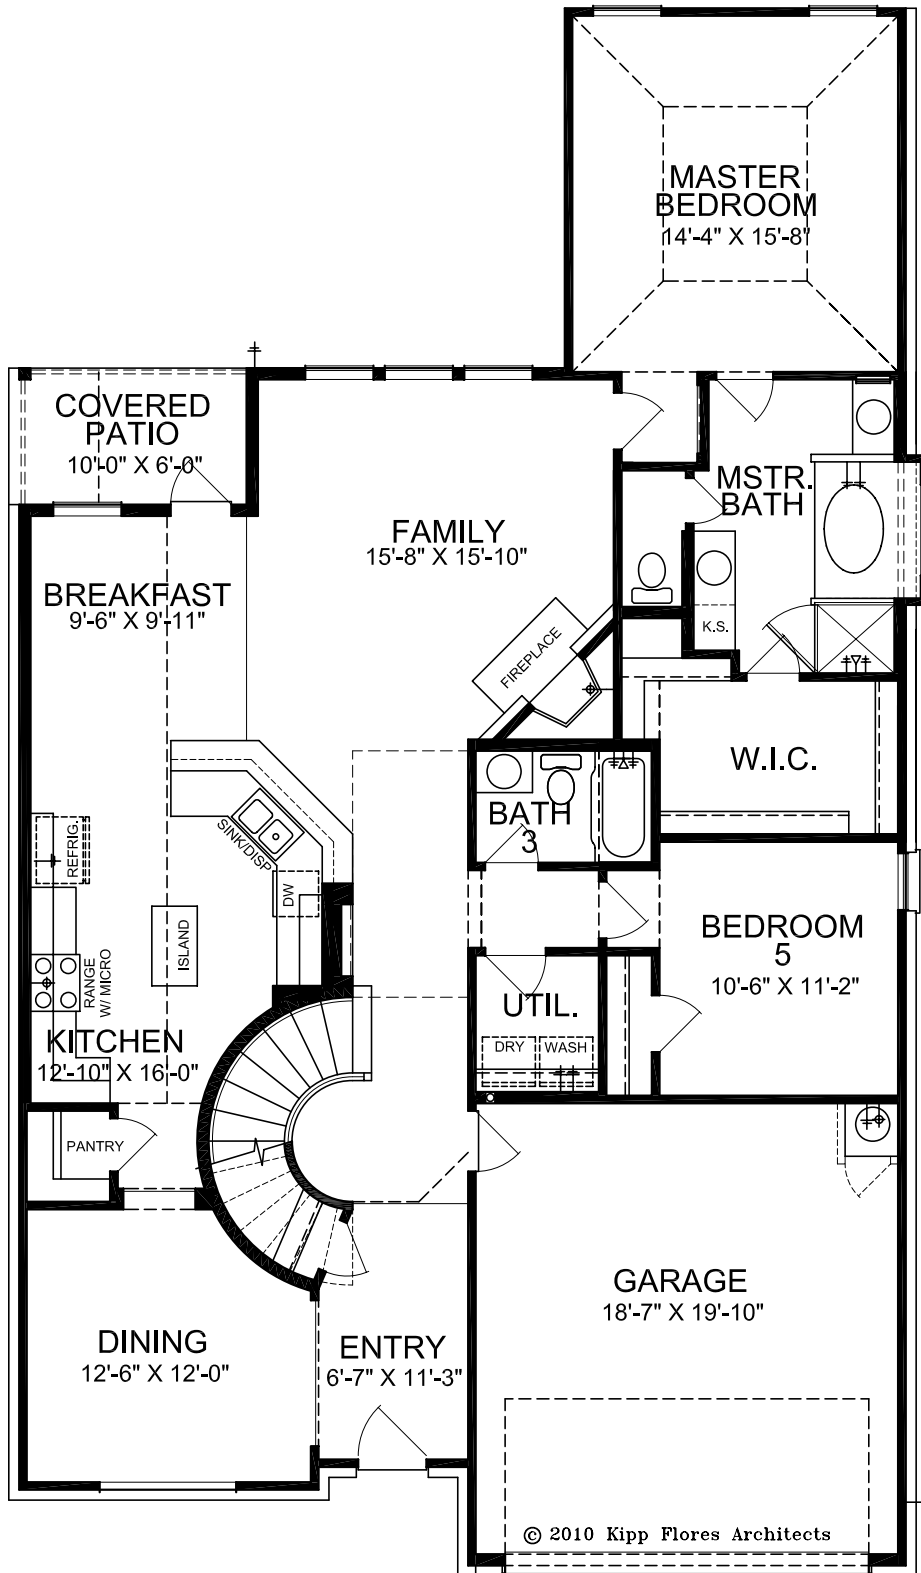 MASTER
BEDROOM
14'-4" X 15'-8"
COVERED
PATIO
10'-0" X 6'-0"
MSTR.
BATH
FAMILY
15'-8" X 15'-10"
BREAKFAST
9'-6" X 9'-11"
K.S.
FIREPLACE
W.I.C.
BATH
3
SINK/DISP
REFRIG.
DW
ISLAND
RANGE
W/ MICRO
BEDROOM
5
10'-6" X 11'-2"
UTIL.
DRY
WASH
KITCHEN
12'-10" X 16'-0"
PANTRY
GARAGE
18'-7" X 19'-10"
DINING
12'-6" X 12'-0"
ENTRY
6'-7" X 11'-3"
© 2010 Kipp Flores Architects